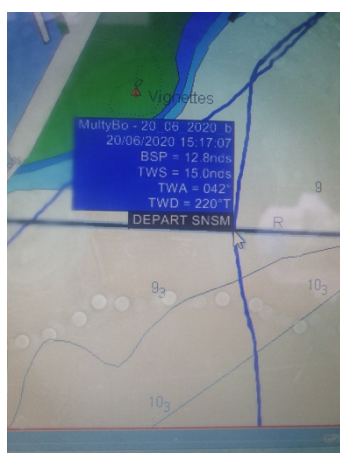 Vignettes
MultyBo - 20_06_2020_b
20/06/2020 15:17:07
BSP = 12.8nds
TWS = 15.0nds
TWA = 042°
TWD = 220°T
DEPART SNSM
9
R
9₃
10₃
10₃